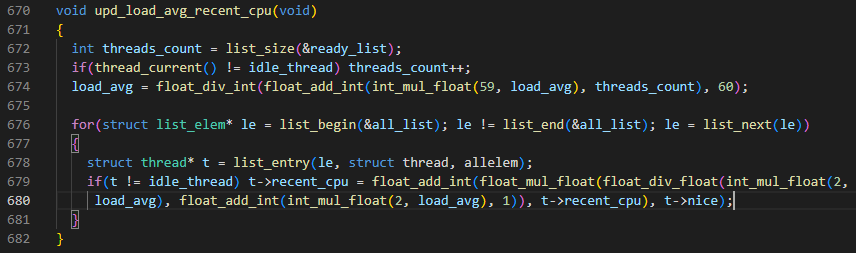 670 void upd_load_avg_recent_cpu(void)
671 {
672 int threads_count = list_size(&ready_list);
673 if(thread_current() != idle_thread) threads_count++;
674 load_avg = float_div_int(float_add_int(int_mul_float(59, load_avg), threads_count), 60);
675
676 for(struct list_elem* le = list_begin(&all_list); le != list_end(&all_list); le = list_next(le))
677 {
678 struct thread* t = list_entry(le, struct thread, allelem);
679 if(t != idle_thread) t->recent_cpu = float_add_int(float_mul_float(float_div_float(int_mul_float(2,
680 load_avg), float_add_int(int_mul_float(2, load_avg), 1)), t->recent_cpu), t->nice);
681 }
682 }